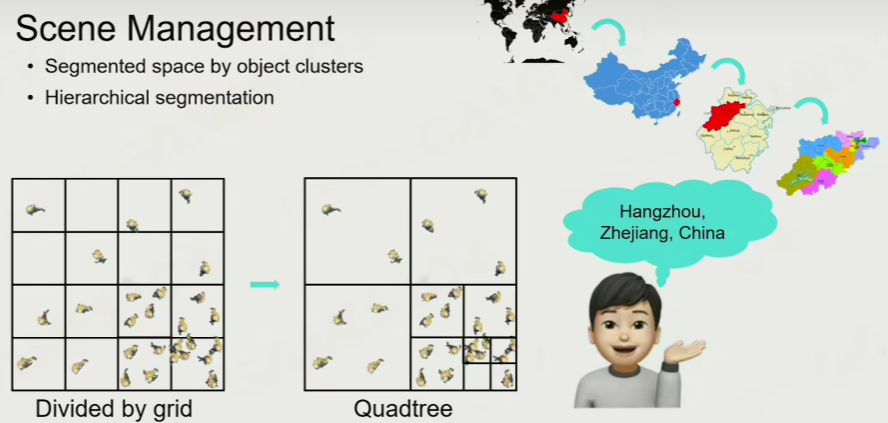 Scene Management
• Segmented space by object clusters
• Hierarchical segmentation
Hangzhou,
Zhejiang, China
Divided by grid
Quadtree